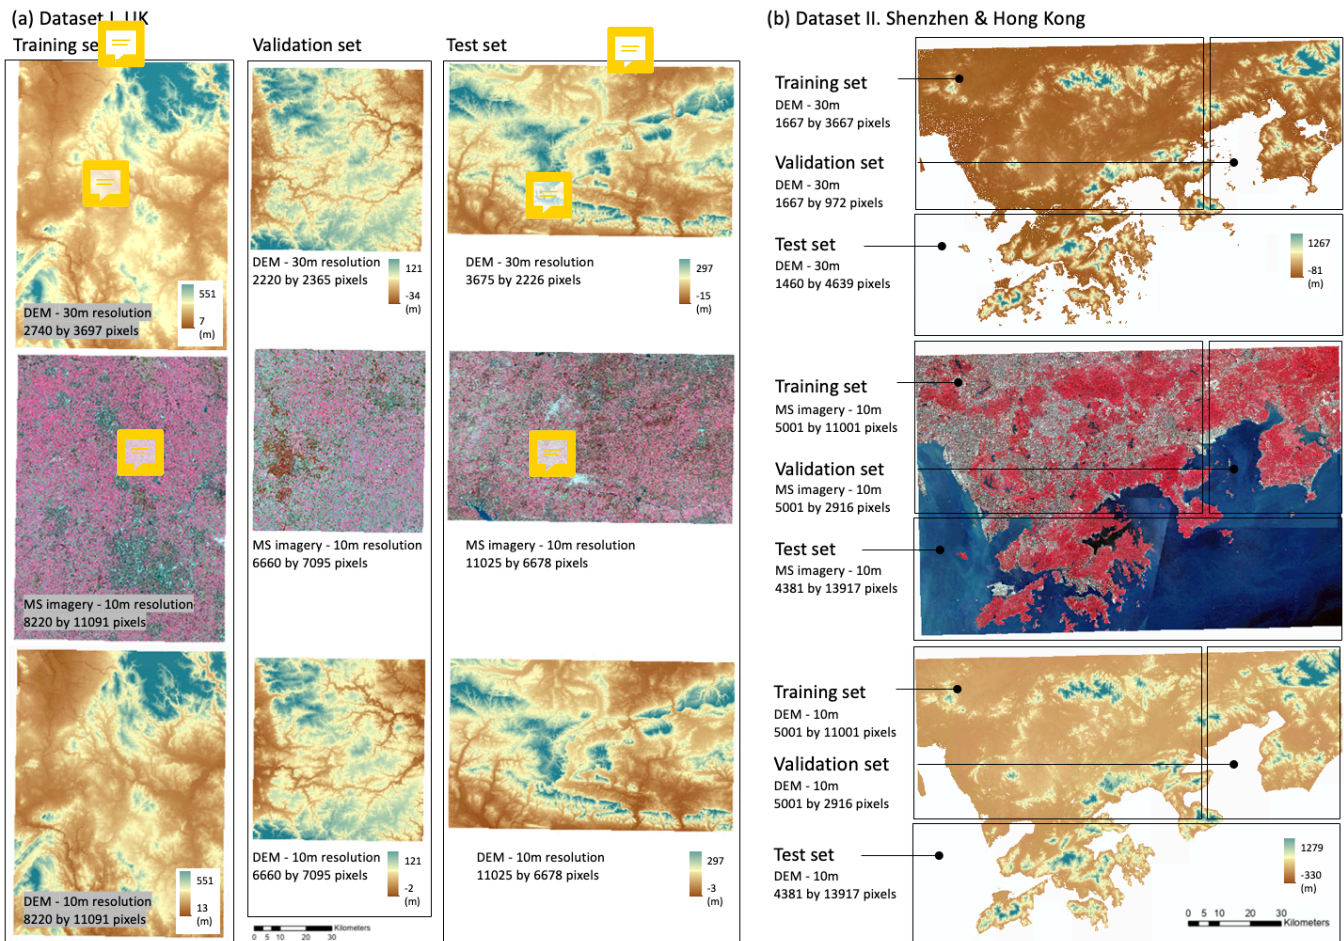 (a) Dataset I. UK
Training set
DEM - 30m resolution
2740 by 3697 pixels
551
7
(m)
MS imagery - 10m resolution
8220 by 11091 pixels
DEM - 10m resolution
8220 by 11091 pixels
551
13
(m)
Validation set
DEM - 30m resolution
2220 by 2365 pixels
121
-34
(m)
MS imagery - 10m resolution
6660 by 7095 pixels
DEM - 10m resolution
6660 by 7095 pixels
121
-2
(m)
0 5 10 20 30 Kilometers
Test set
DEM - 30m resolution
3675 by 2226 pixels
297
-15
(m)
MS imagery - 10m resolution
11025 by 6678 pixels
DEM - 10m resolution
11025 by 6678 pixels
297
-3
(m)
(b) Dataset II. Shenzhen & Hong Kong
Training set
DEM - 30m
1667 by 3667 pixels
Validation set
DEM - 30m
1667 by 972 pixels
Test set
DEM - 30m
1460 by 4639 pixels
1267
-81
(m)
Training set
MS imagery - 10m
5001 by 11001 pixels
Validation set
MS imagery - 10m
5001 by 2916 pixels
Test set
MS imagery - 10m
4381 by 13917 pixels
Training set
DEM - 10m
5001 by 11001 pixels
Validation set
DEM - 10m
5001 by 2916 pixels
Test set
DEM - 10m
4381 by 13917 pixels
1279
-330
(m)
0 5 10 20 30 Kilometers